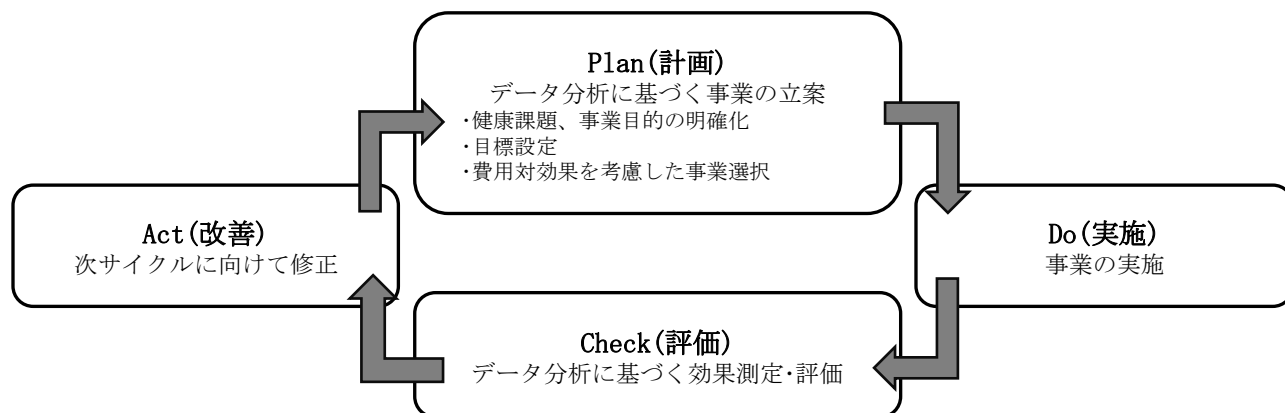 Plan(計画)
データ分析に基づく事業の立案
･健康課題、事業目的の明確化
･目標設定
･費用対効果を考慮した事業選択
Act(改善)
次サイクルに向けて修正
Do(実施)
事業の実施
Check(評価)
データ分析に基づく効果測定･評価